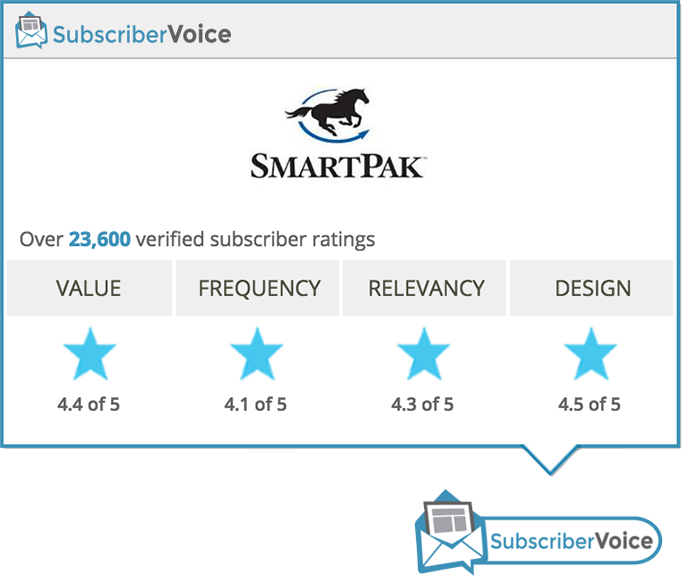 SubscriberVoice
SMARTPAK™
Over 23,600 verified subscriber ratings
VALUE FREQUENCY RELEVANCY DESIGN
4.4 of 5 4.1 of 5 4.3 of 5 4.5 of 5
SubscriberVoice